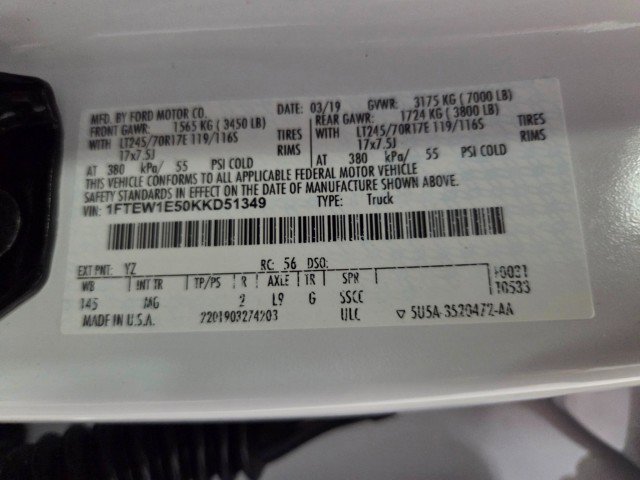 MFD. BY FORD MOTOR CO.
DATE: 03/19 GVWR: 3175 KG ( 7000 LB)
FRONT GAWR: 1565 KG ( 3450 LB) REAR GAWR: 1724 KG ( 3800 LB)
WITH LT245/70R17E 119/116S TIRES WITH LT245/70R17E 119/116S TIRES
17x7.5J RIMS 17x7.5J RIMS
AT 380 kPa/ 55 PSI COLD AT 380 kPa/ 55 PSI COLD
THIS VEHICLE CONFORMS TO ALL APPLICABLE FEDERAL MOTOR VEHICLE
SAFETY STANDARDS IN EFFECT ON THE DATE OF MANUFACTURE SHOWN ABOVE.
VIN: 1FTEW1E50KKD51349 TYPE: Truck
EXT PNT: YZ RC: 56 DSO:
WB INT TR TP/PS R AXLE TR SPR
145 MG 2 L9 G SSCC
MADE IN U.S.A. 2201903274203 ULC ▽ 5U5A-3520472-AA